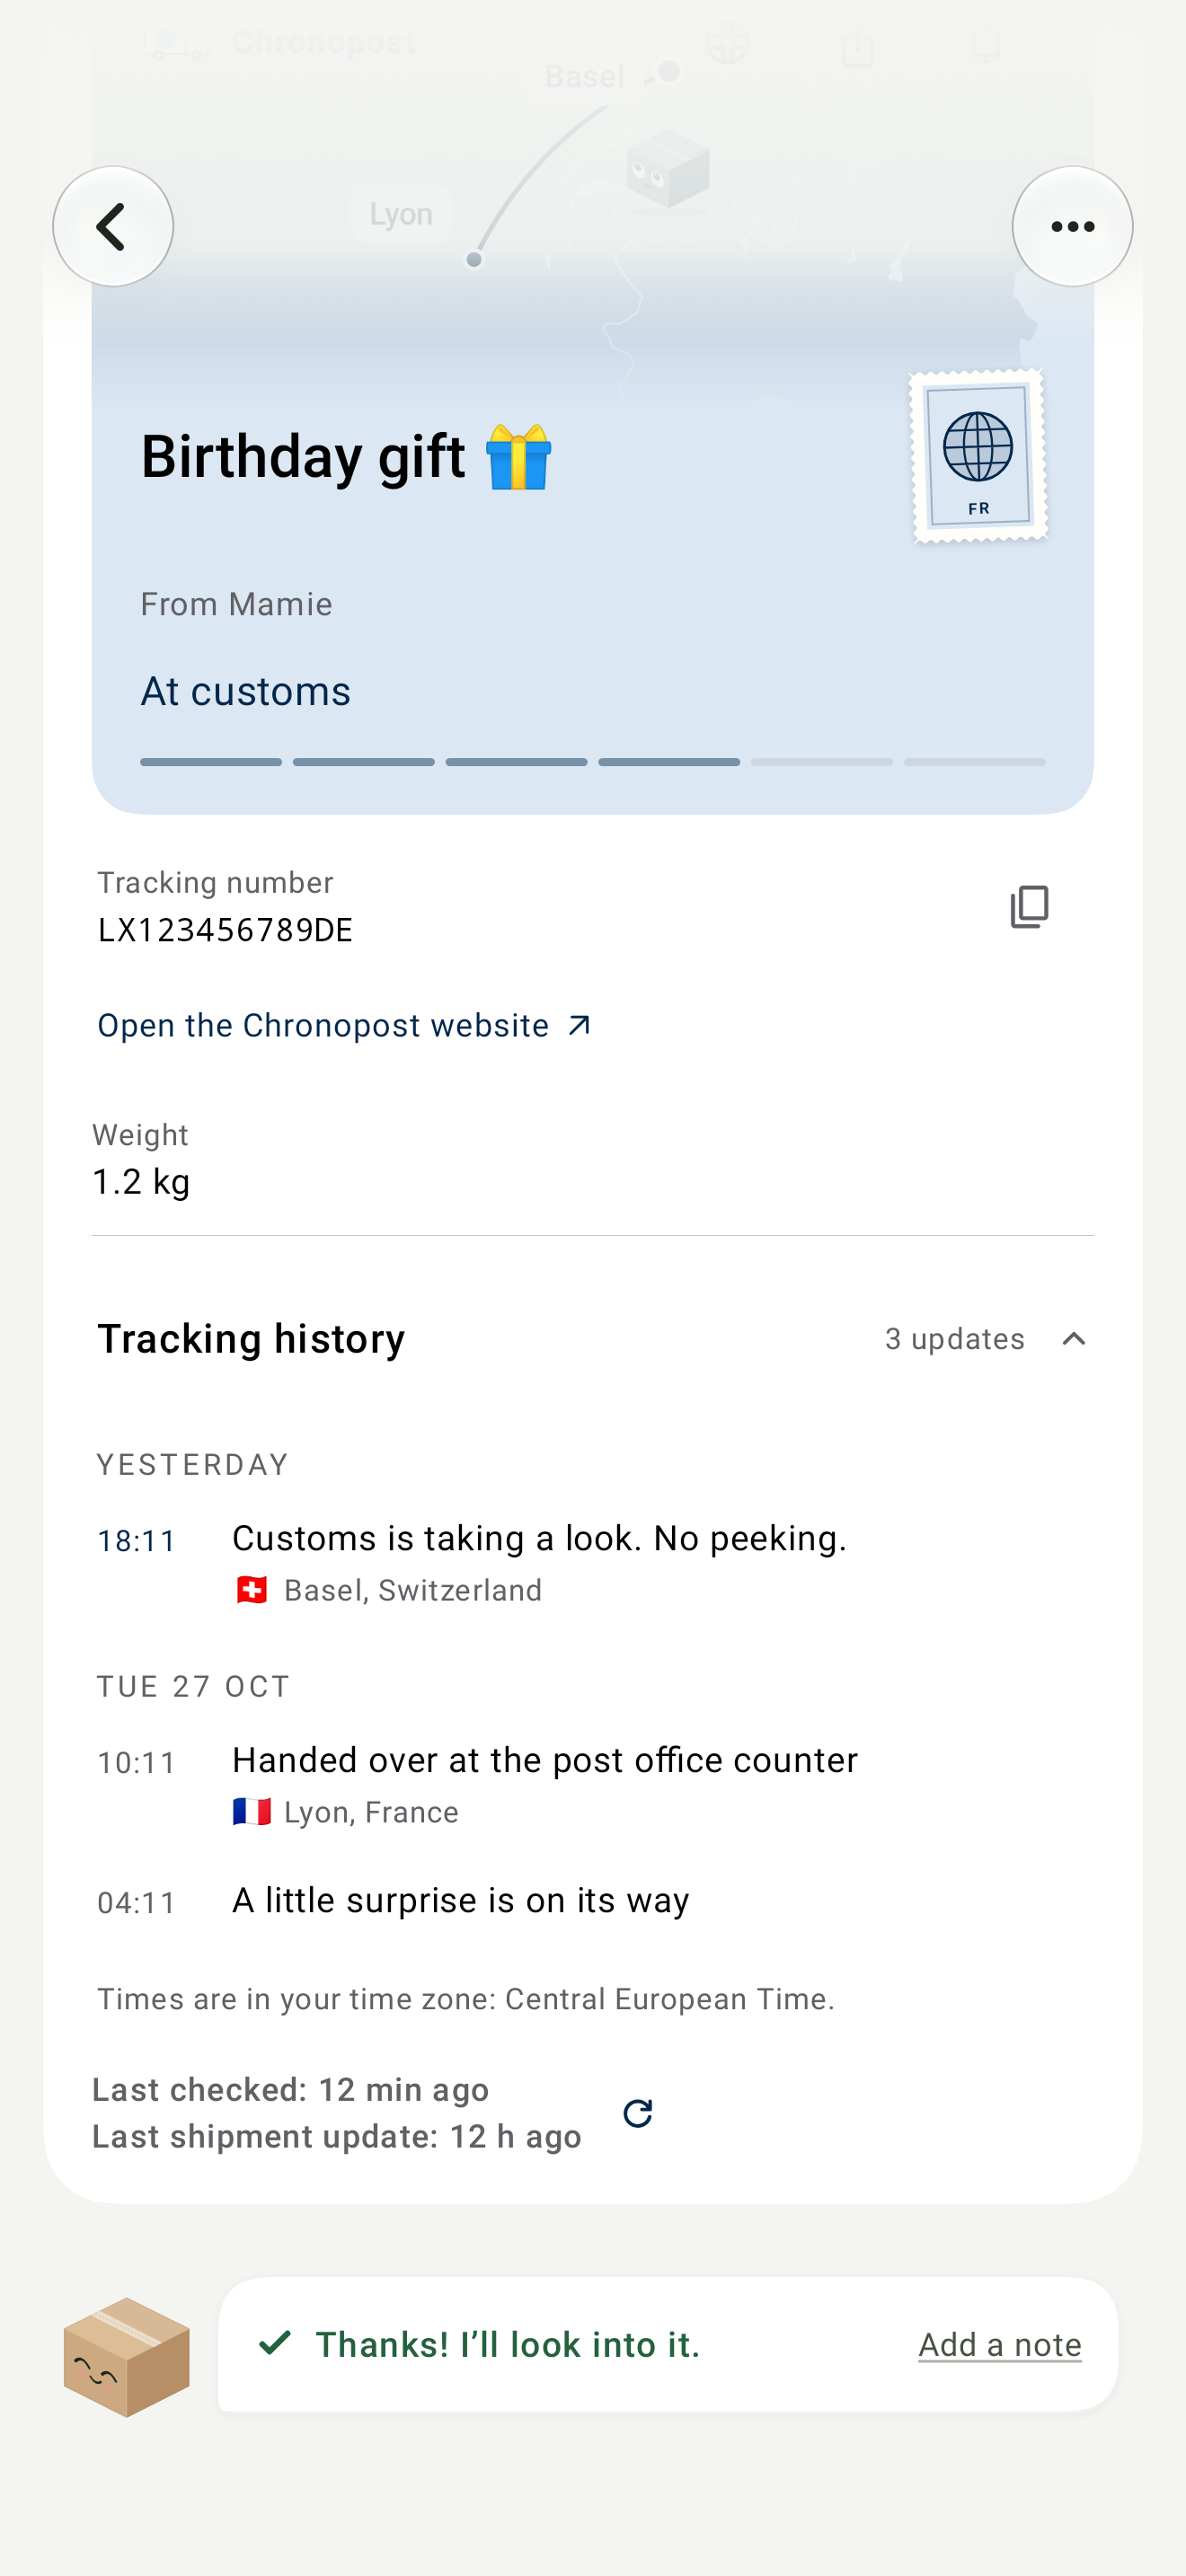 Chronopost
Basel
Lyon
Birthday gift
FR
From Mamie
At customs
Tracking number
LX123456789DE
Open the Chronopost website
Weight
1.2 kg
Tracking history
3 updates
YESTERDAY
18:11
Customs is taking a look. No peeking.
Basel, Switzerland
TUE 27 OCT
10:11
Handed over at the post office counter
Lyon, France
04:11
A little surprise is on its way
Times are in your time zone: Central European Time.
Last checked: 12 min ago
Last shipment update: 12 h ago
Thanks! I’ll look into it.
Add a note